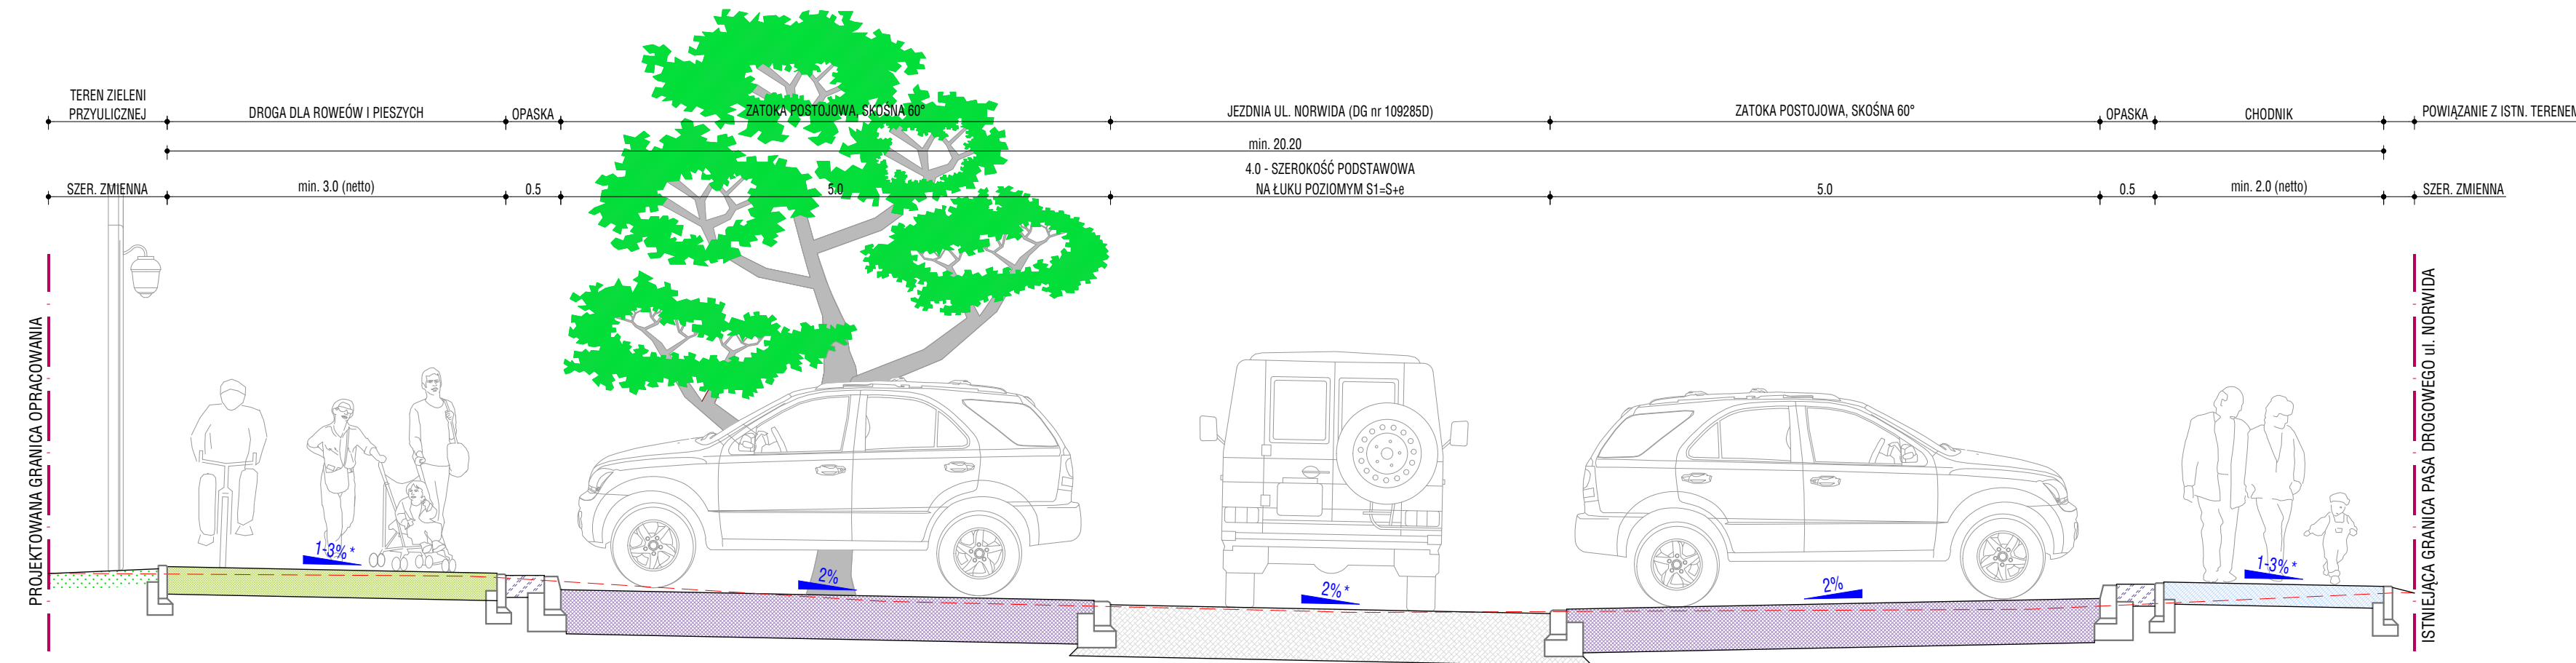 TEREN ZIELENI
PRZYULICZNEJ
DROGA DLA ROWEÓW I PIESZYCH
OPASKA
ZATOKA POSTOJOWA, SKOŚNA 60°
JEZDNIA UL. NORWIDA (DG nr 109285D)
ZATOKA POSTOJOWA, SKOŚNA 60°
OPASKA
CHODNIK
POWIĄZANIE Z ISTN. TERENEM
min. 20.20
4.0 - SZEROKOŚĆ PODSTAWOWA
NA ŁUKU POZIOMYM S1=S+e
SZER. ZMIENNA
min. 3.0 (netto)
0.5
5.0
5.0
0.5
min. 2.0 (netto)
SZER. ZMIENNA
PROJEKTOWANA GRANICA OPRACOWANIA
1-3%*
2%
2%*
2%
1-3%*
ISTNIEJĄCA GRANICA PASA DROGOWEGO ul. NORWIDA